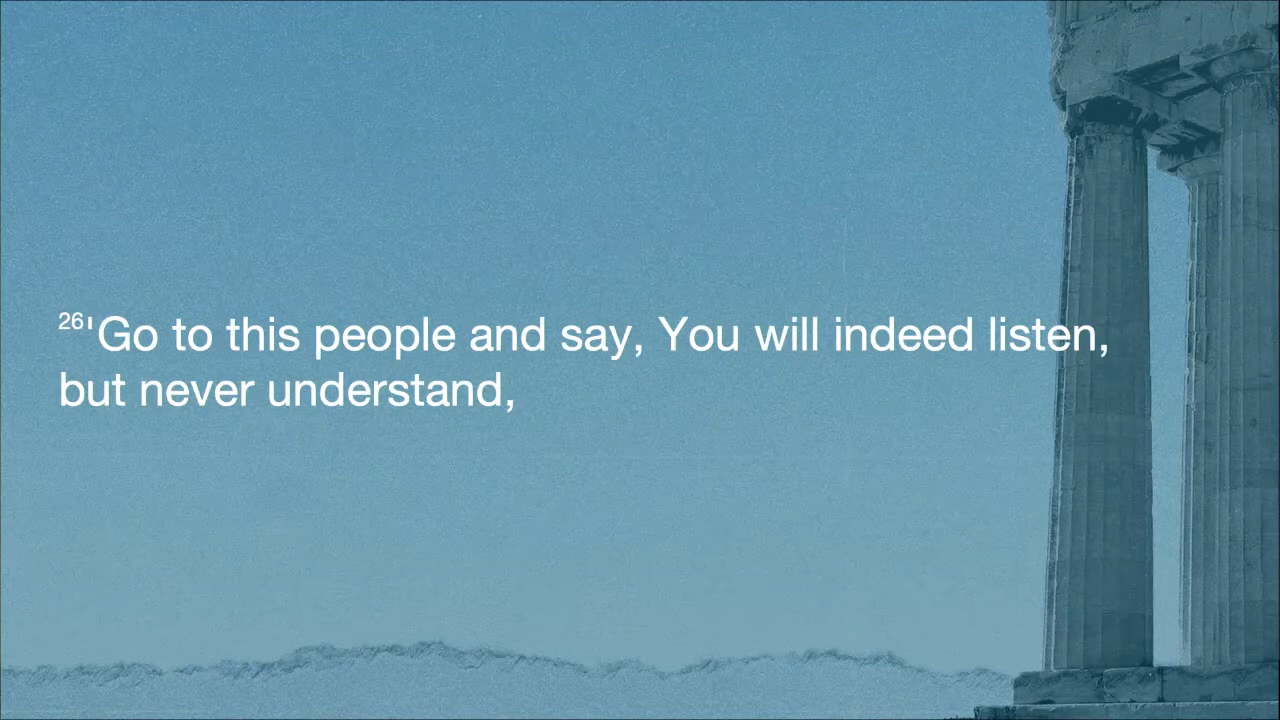 ²⁶'Go to this people and say, You will indeed listen,
but never understand,